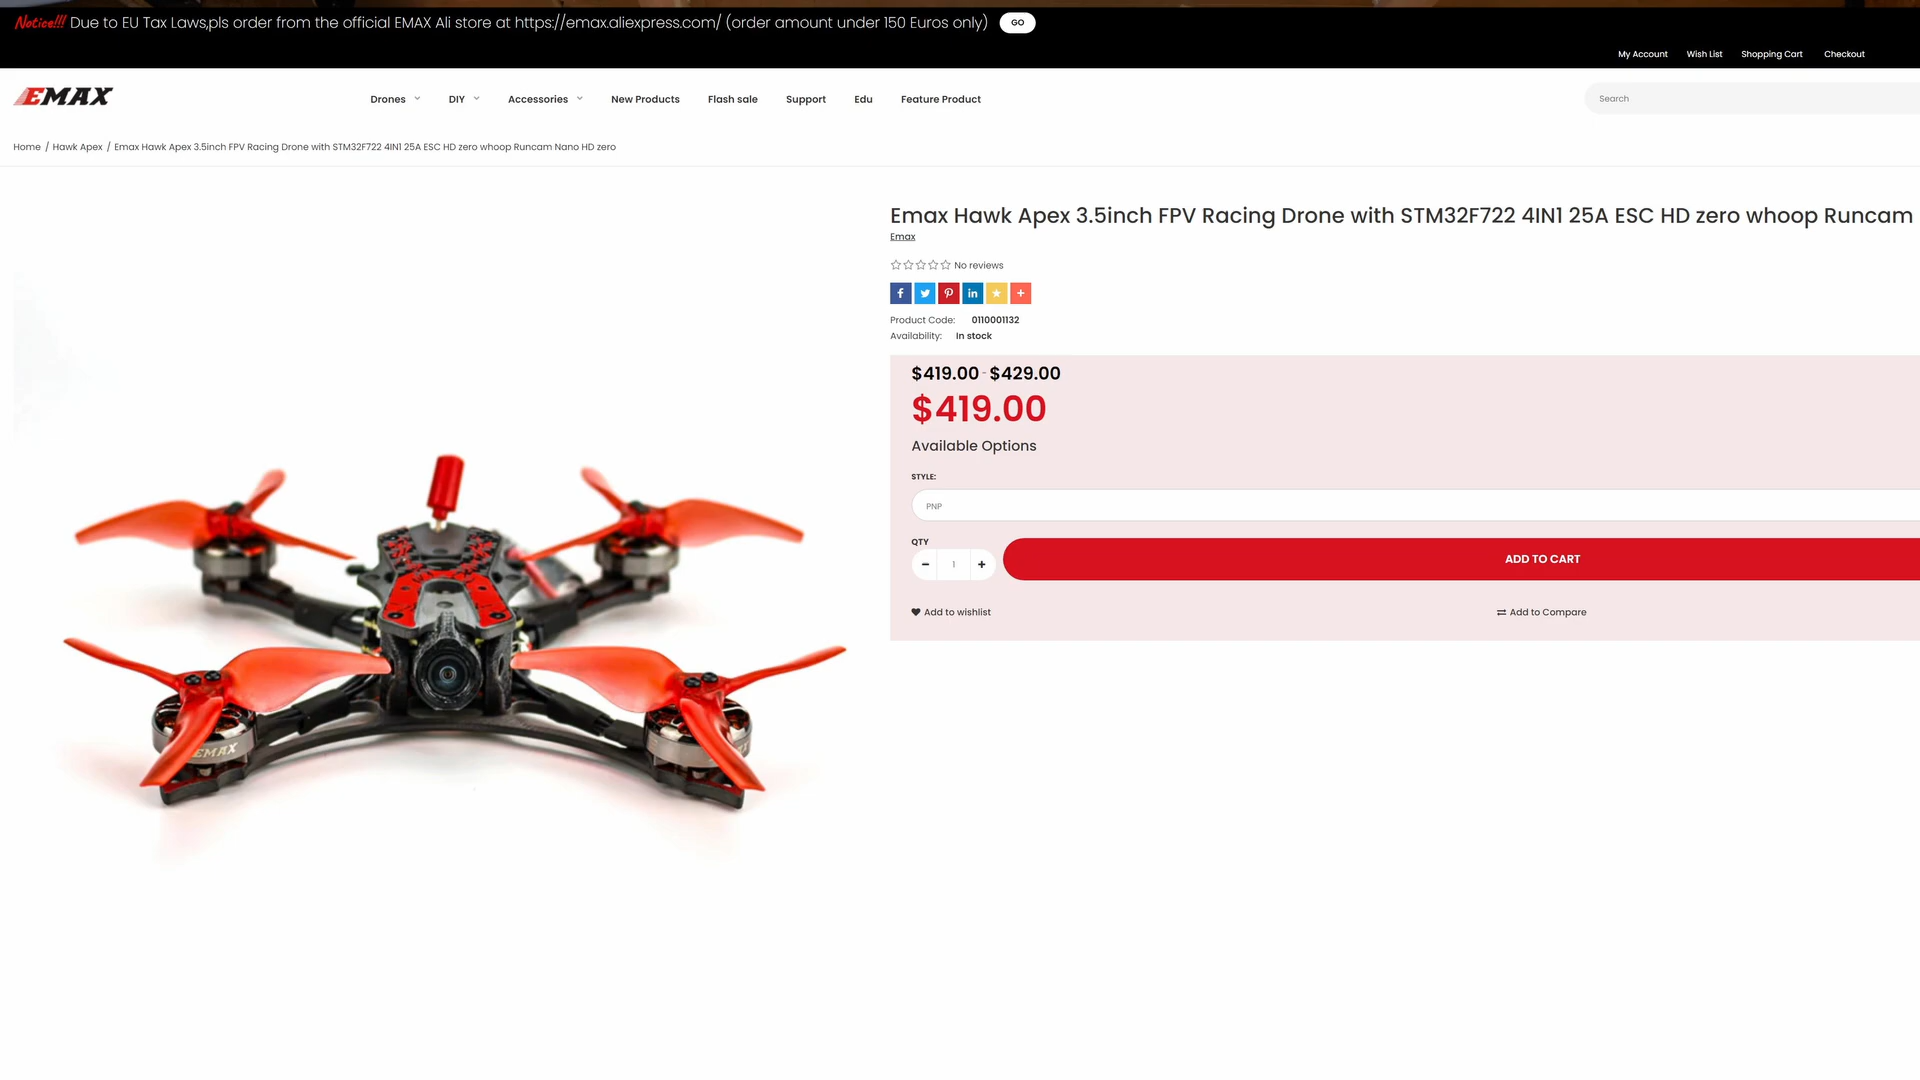 Notice!!! Due to EU Tax Laws,pls order from the official EMAX Ali store at https://emax.aliexpress.com/ (order amount under 150 Euros only) GO
My Account Wish List Shopping Cart Checkout
EMAX
Drones DIY Accessories New Products Flash sale Support Edu Feature Product
Search
Home / Hawk Apex / Emax Hawk Apex 3.5inch FPV Racing Drone with STM32F722 4IN1 25A ESC HD zero whoop Runcam Nano HD zero
Emax Hawk Apex 3.5inch FPV Racing Drone with STM32F722 4IN1 25A ESC HD zero whoop Runcam
Emax
No reviews
Product Code: 0110001132
Availability: In stock
$419.00 - $429.00
$419.00
Available Options
STYLE:
PNP
QTY
- 1 +
ADD TO CART
Add to wishlist
Add to Compare
EMAX